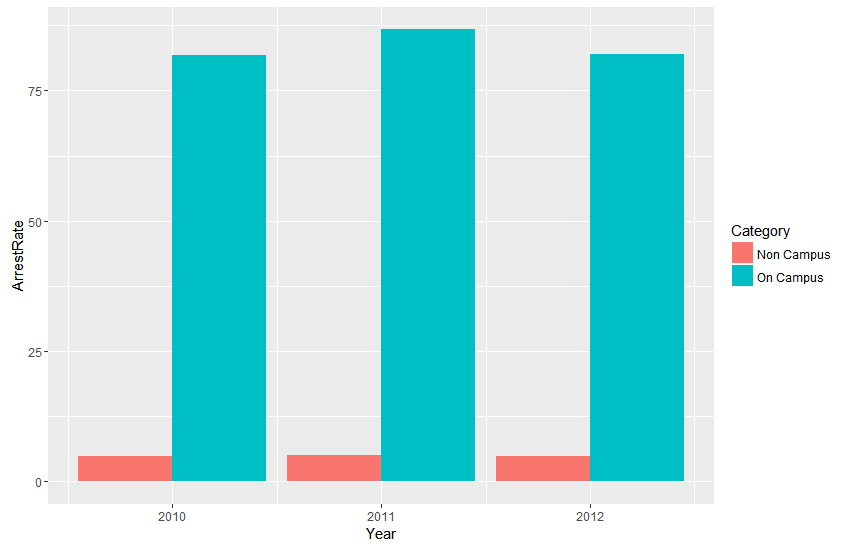 ArrestRate
75
50
25
0
2010 2011 2012
Year
Category
Non Campus
On Campus